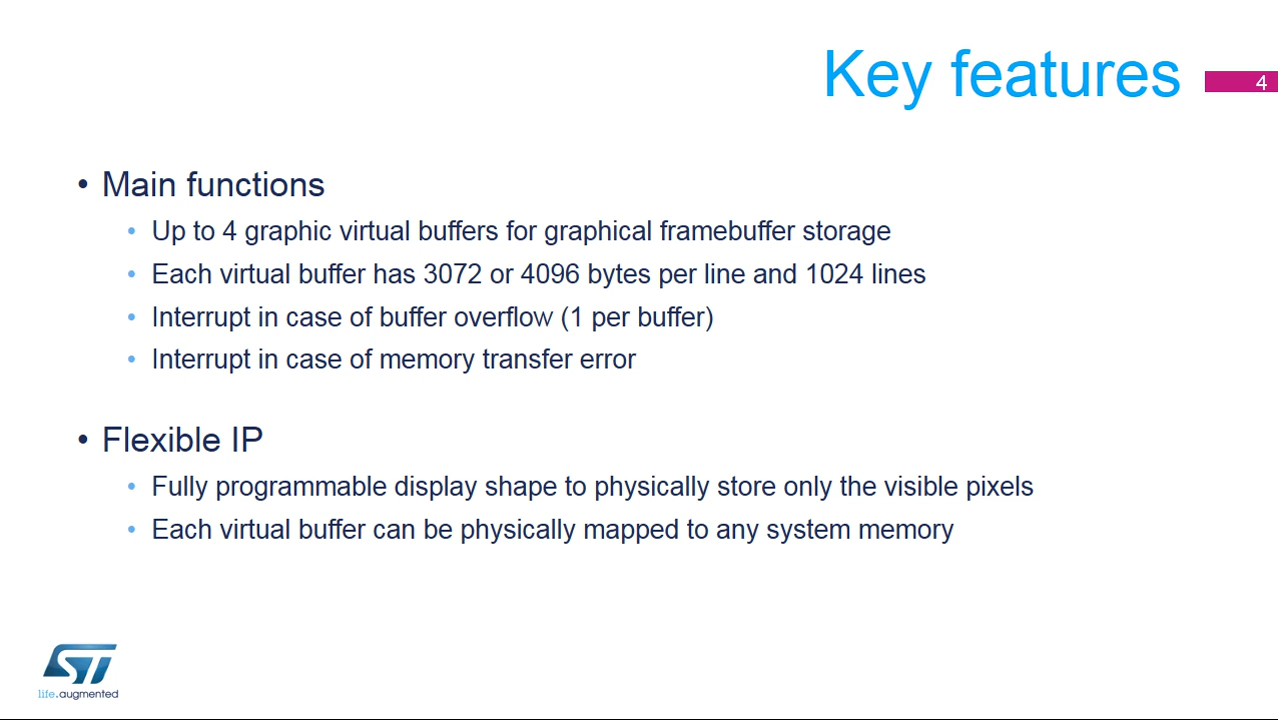 Key features
4
• Main functions
• Up to 4 graphic virtual buffers for graphical framebuffer storage
• Each virtual buffer has 3072 or 4096 bytes per line and 1024 lines
• Interrupt in case of buffer overflow (1 per buffer)
• Interrupt in case of memory transfer error
• Flexible IP
• Fully programmable display shape to physically store only the visible pixels
• Each virtual buffer can be physically mapped to any system memory
ST
life.augmented